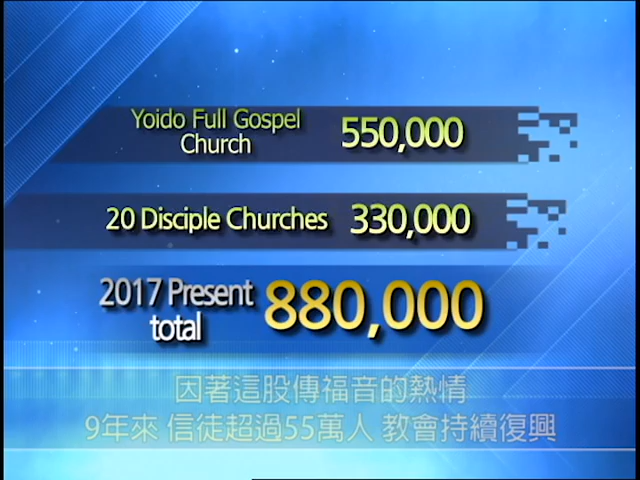 Yoido Full Gospel
Church
550,000
20 Disciple Churches 330,000
2017 Present
total
880,000
因著這股傳福音的熱情
9年來 信徒超過55萬人 教會持續復興